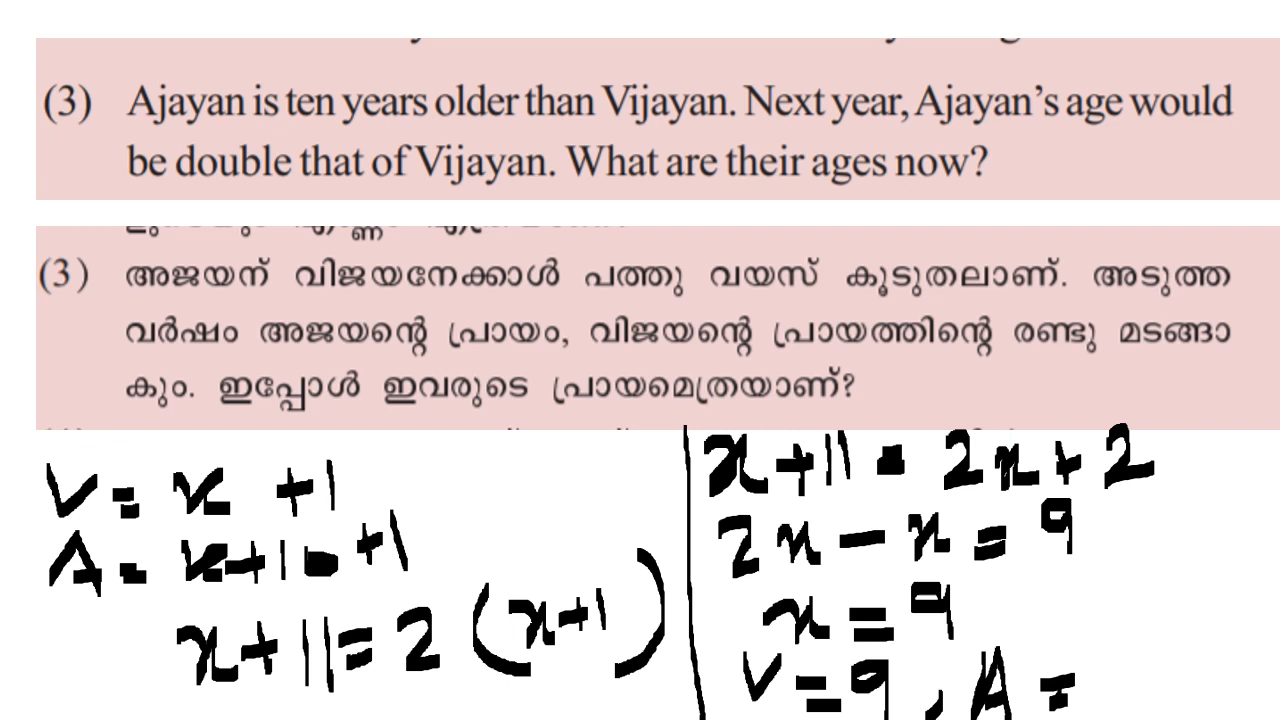 (3) Ajayan is ten years older than Vijayan. Next year, Ajayan’s age would
be double that of Vijayan. What are their ages now?
(3) അജയന് വിജയനേക്കാൾ പത്തു വയസ് കൂടുതലാണ്. അടുത്ത
വർഷം അജയന്റെ പ്രായം, വിജയന്റെ പ്രായത്തിന്റെ രണ്ടു മടങ്ങാ
കും. ഇപ്പോൾ ഇവരുടെ പ്രായമെത്രയാണ്?
V = x +1
A = x+10 +1
x+11 = 2 (x+1)
x+11 = 2x+2
2x - x = 9
x = 9
V = 9, A =